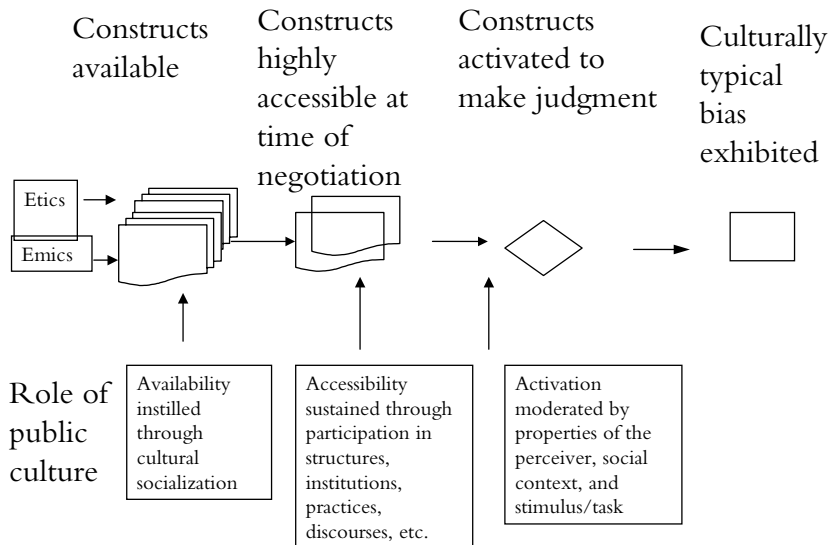 Constructs
available
Constructs
highly
accessible at
time of
negotiation
Constructs
activated to
make judgment
Culturally
typical
bias
exhibited
Etics
Emics
Role of
public
culture
Availability
instilled
through
cultural
socialization
Accessibility
sustained through
participation in
structures,
institutions,
practices,
discourses, etc.
Activation
moderated by
properties of the
perceiver, social
context, and
stimulus/task